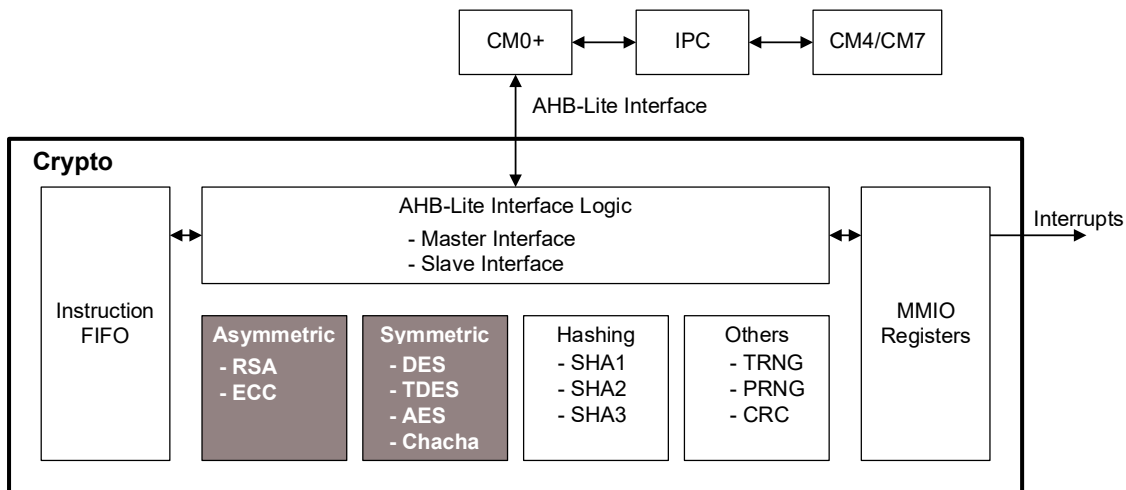 CM0+
IPC
CM4/CM7
AHB-Lite Interface
Crypto
AHB-Lite Interface Logic
- Master Interface
- Slave Interface
Interrupts
Instruction
FIFO
Asymmetric
- RSA
- ECC
Symmetric
- DES
- TDES
- AES
- Chacha
Hashing
- SHA1
- SHA2
- SHA3
Others
- TRNG
- PRNG
- CRC
MMIO
Registers